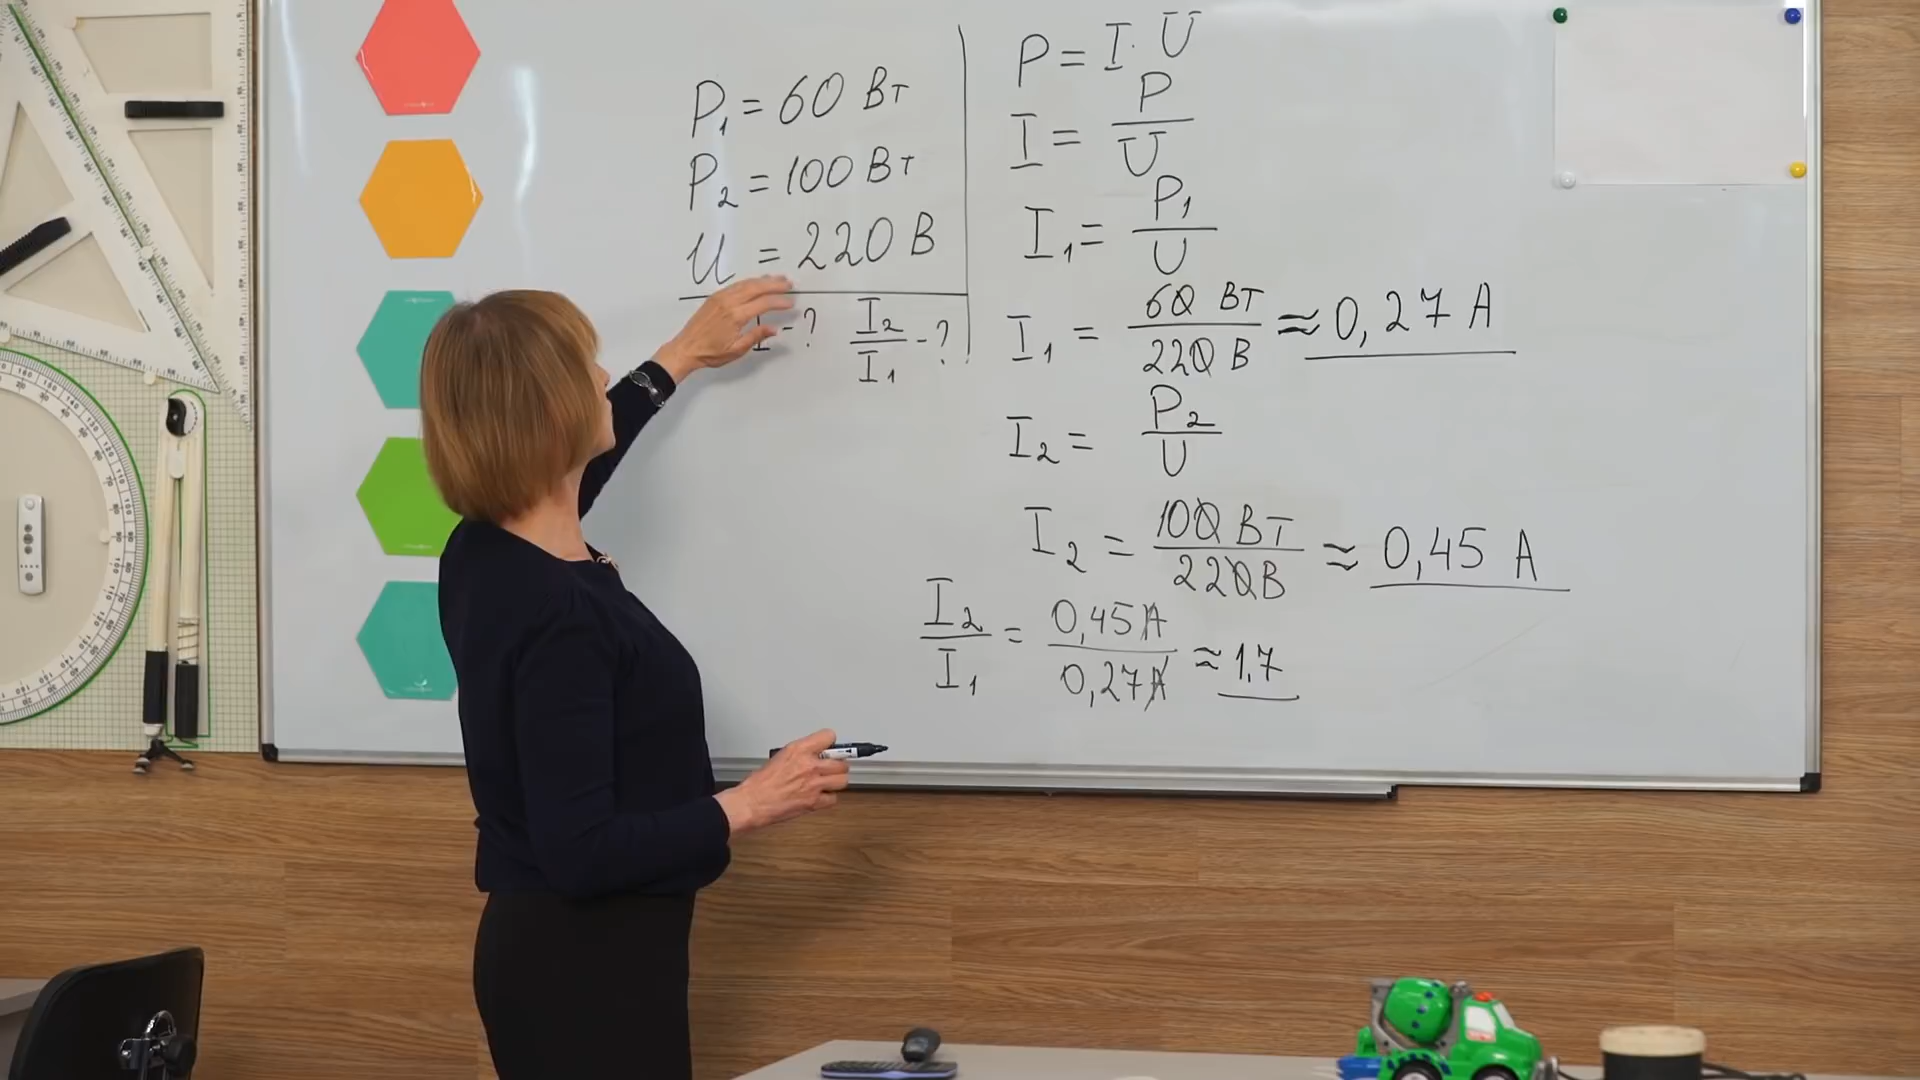 P₁ = 60 Вт
P₂ = 100 Вт
U = 220 В
I - ? I₂/I₁ - ?
P = I · U
I = P/U
I₁ = P₁/U
I₁ = 60 Вт/220 В ≈ 0,27 А
I₂ = P₂/U
I₂ = 100 Вт/220 В ≈ 0,45 А
I₂/I₁ = 0,45 А/0,27 А ≈ 1,7